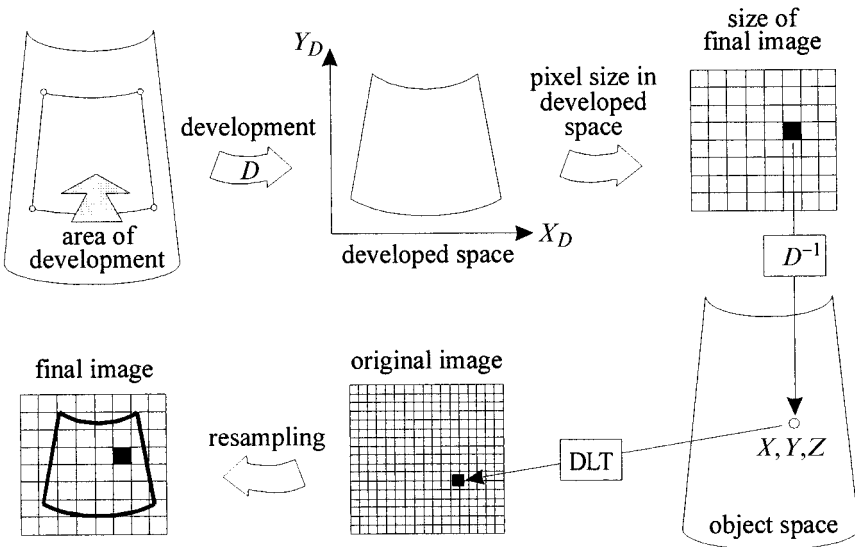 area of
development
development
D
Y_D
X_D
developed space
pixel size in
developed
space
size of
final image
D⁻¹
X, Y, Z
object space
DLT
original image
resampling
final image